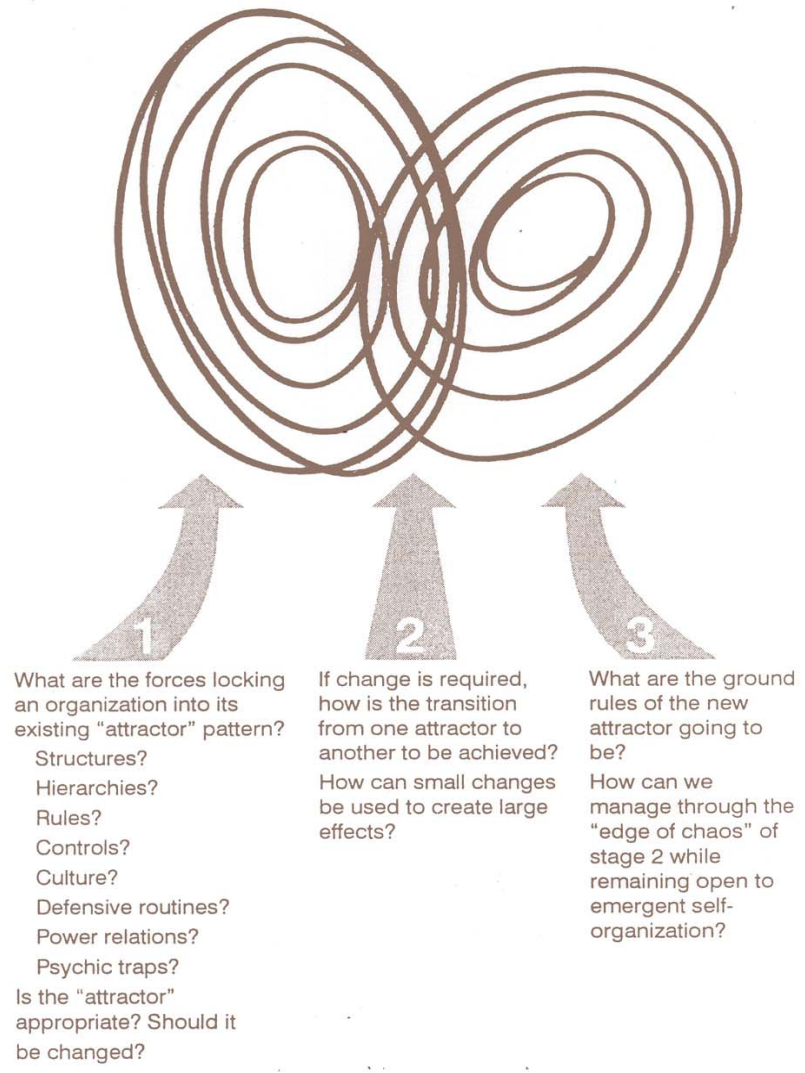 1
What are the forces locking
an organization into its
existing “attractor” pattern?
Structures?
Hierarchies?
Rules?
Controls?
Culture?
Defensive routines?
Power relations?
Psychic traps?
Is the “attractor”
appropriate? Should it
be changed?
2
If change is required,
how is the transition
from one attractor to
another to be achieved?
How can small changes
be used to create large
effects?
3
What are the ground
rules of the new
attractor going to
be?
How can we
manage through the
“edge of chaos” of
stage 2 while
remaining open to
emergent self-
organization?